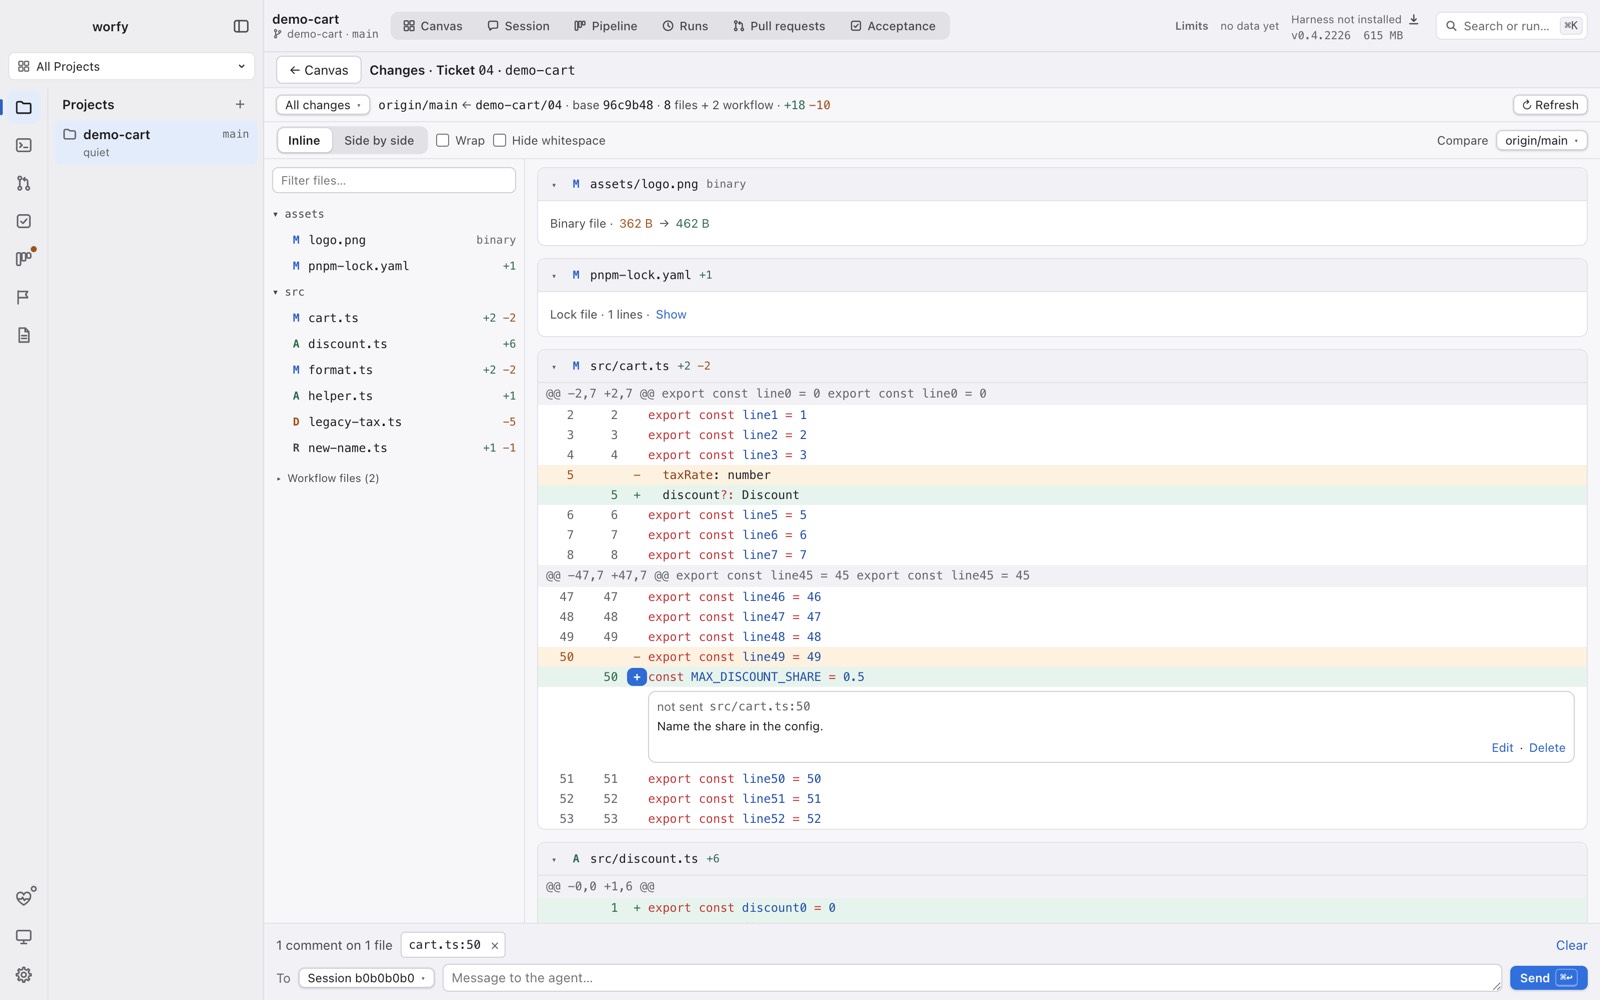 worfy
All Projects
Projects +
demo-cart main
quiet
demo-cart
demo-cart · main
Canvas Session Pipeline Runs Pull requests Acceptance
Limits no data yet
Harness not installed
v0.4.2226 615 MB
Search or run... ⌘K
← Canvas Changes · Ticket 04 · demo-cart
All changes origin/main ← demo-cart/04 · base 96c9b48 · 8 files + 2 workflow · +18 −10 Refresh
Inline Side by side Wrap Hide whitespace Compare origin/main
Filter files...
assets
M logo.png binary
M pnpm-lock.yaml +1
src
M cart.ts +2 −2
A discount.ts +6
M format.ts +2 −2
A helper.ts +1
D legacy-tax.ts −5
R new-name.ts +1 −1
Workflow files (2)
M assets/logo.png binary
Binary file · 362 B → 462 B
M pnpm-lock.yaml +1
Lock file · 1 lines · Show
M src/cart.ts +2 −2
@@ −2,7 +2,7 @@ export const line0 = 0 export const line0 = 0
2 2 export const line1 = 1
3 3 export const line2 = 2
4 4 export const line3 = 3
5 − taxRate: number
5 + discount?: Discount
6 6 export const line5 = 5
7 7 export const line6 = 6
8 8 export const line7 = 7
@@ −47,7 +47,7 @@ export const line45 = 45 export const line45 = 45
47 47 export const line46 = 46
48 48 export const line47 = 47
49 49 export const line48 = 48
50 − export const line49 = 49
50 + const MAX_DISCOUNT_SHARE = 0.5
not sent src/cart.ts:50
Name the share in the config.
Edit · Delete
51 51 export const line50 = 50
52 52 export const line51 = 51
53 53 export const line52 = 52
A src/discount.ts +6
@@ −0,0 +1,6 @@
1 + export const discount0 = 0
1 comment on 1 file cart.ts:50 × Clear
To Session b0b0b0b0 Message to the agent... Send ⌘↩